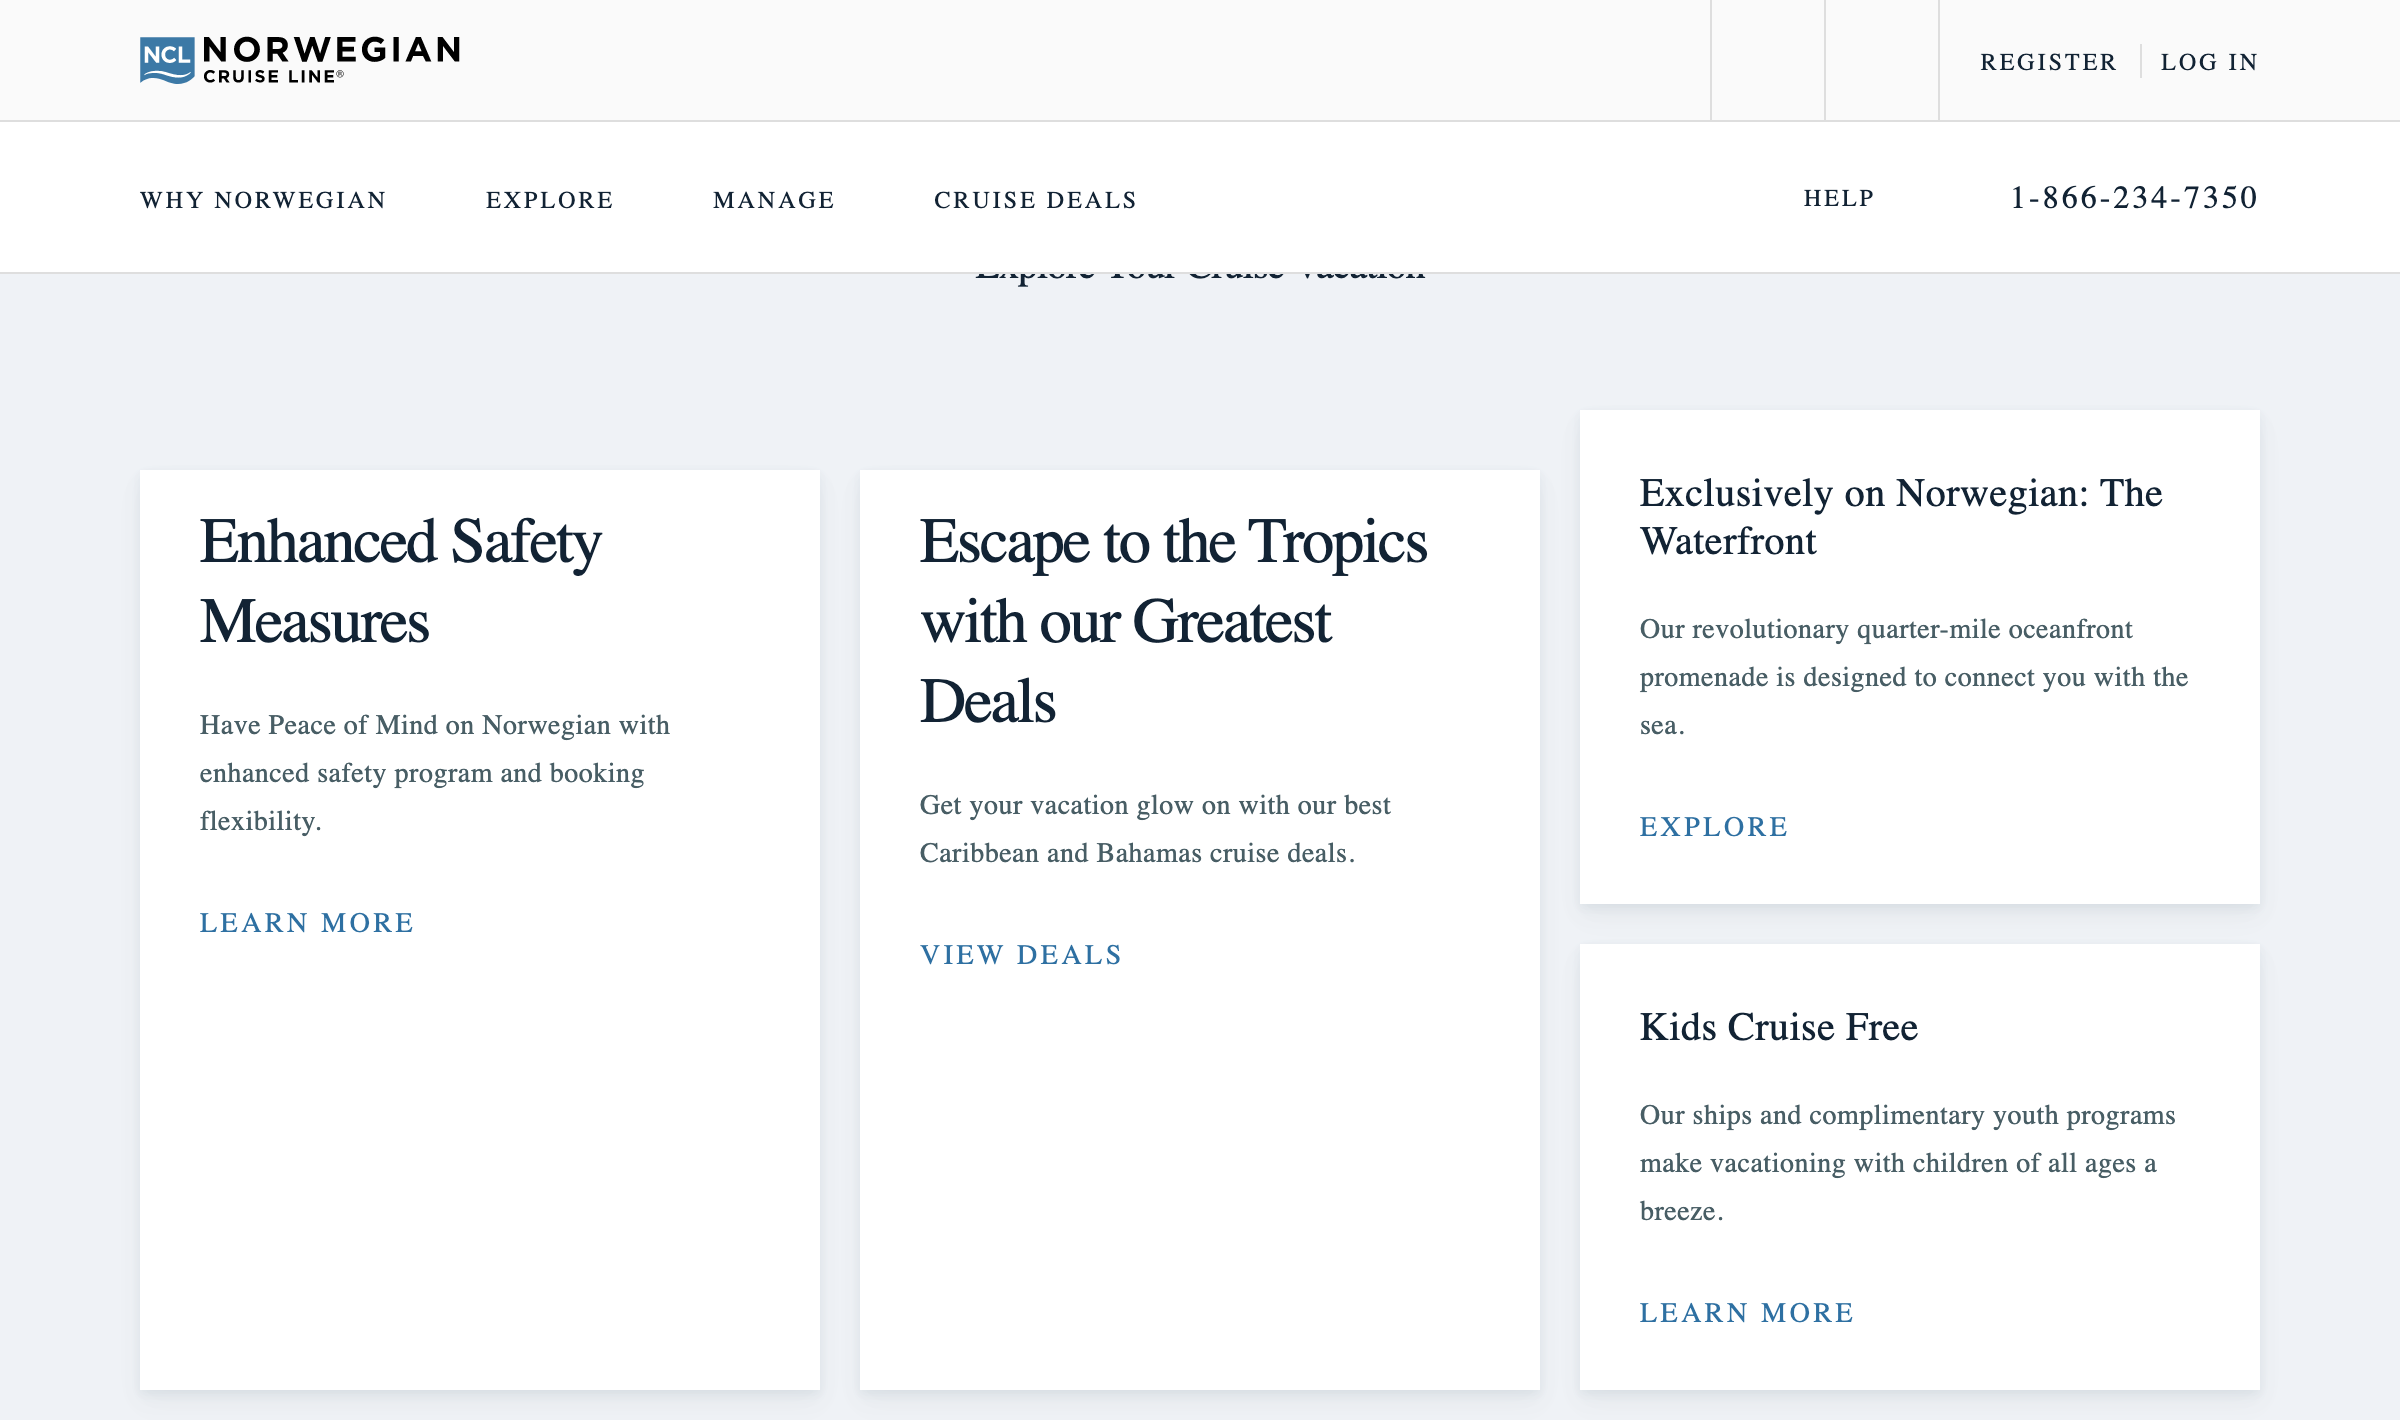 NCL NORWEGIAN
CRUISE LINE®
REGISTER
LOG IN
WHY NORWEGIAN
EXPLORE
MANAGE
CRUISE DEALS
HELP
1-866-234-7350
Explore Your Cruise Vacation
Enhanced Safety
Measures
Have Peace of Mind on Norwegian with
enhanced safety program and booking
flexibility.
LEARN MORE
Escape to the Tropics
with our Greatest
Deals
Get your vacation glow on with our best
Caribbean and Bahamas cruise deals.
VIEW DEALS
Exclusively on Norwegian: The
Waterfront
Our revolutionary quarter-mile oceanfront
promenade is designed to connect you with the
sea.
EXPLORE
Kids Cruise Free
Our ships and complimentary youth programs
make vacationing with children of all ages a
breeze.
LEARN MORE